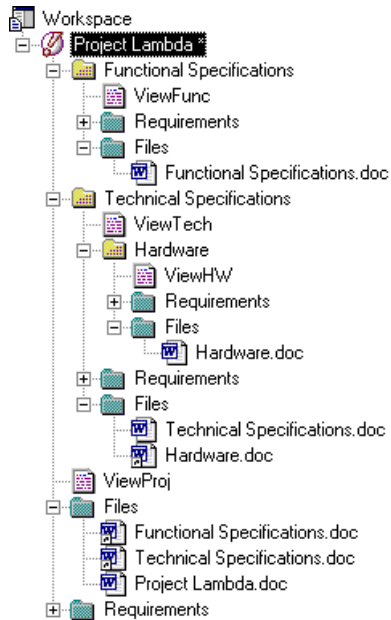 Workspace
Project Lambda *
Functional Specifications
ViewFunc
Requirements
Files
Functional Specifications.doc
Technical Specifications
ViewTech
Hardware
ViewHW
Requirements
Files
Hardware.doc
Requirements
Files
Technical Specifications.doc
Hardware.doc
ViewProj
Files
Functional Specifications.doc
Technical Specifications.doc
Project Lambda.doc
Requirements